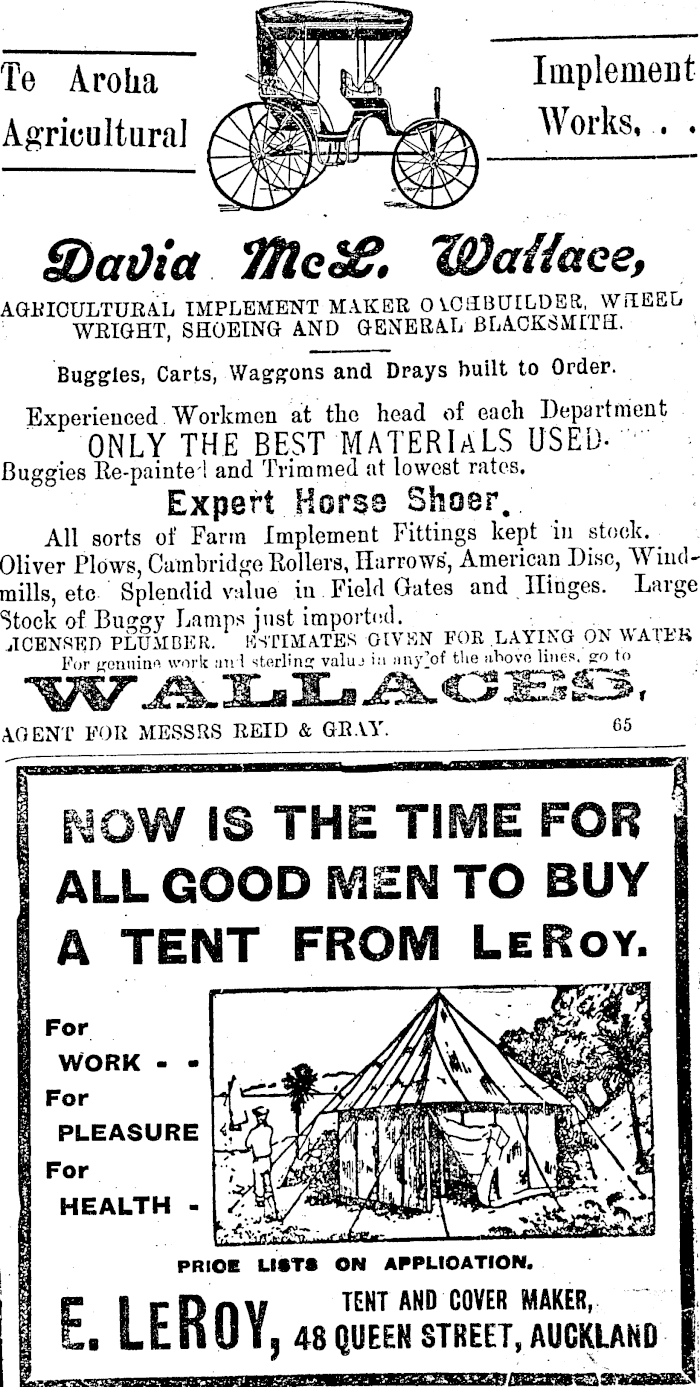 Te Aroha
Agricultural
Implement
Works. . .
David McL. Wallace,
AGRICULTURAL IMPLEMENT MAKER COACHBUILDER, WHEEL
WRIGHT, SHOEING AND GENERAL BLACKSMITH.
Buggies, Carts, Waggons and Drays built to Order.
Experienced Workmen at the head of each Department
ONLY THE BEST MATERIALS USED.
Buggies Re-painted and Trimmed at lowest rates.
Expert Horse Shoer.
All sorts of Farm Implement Fittings kept in stock.
Oliver Plows, Cambridge Rollers, Harrows, American Disc, Wind-
mills, etc Splendid value in Field Gates and Hinges. Large
Stock of Buggy Lamps just imported.
LICENSED PLUMBER. ESTIMATES GIVEN FOR LAYING ON WATER
For genuine work and sterling value in any of the above lines, go to
WALLACES,
AGENT FOR MESSRS REID & GRAY. 65
NOW IS THE TIME FOR
ALL GOOD MEN TO BUY
A TENT FROM LEROY.
For
WORK - -
For
PLEASURE
For
HEALTH -
PRICE LISTS ON APPLICATION.
E. LEROY,
TENT AND COVER MAKER,
48 QUEEN STREET, AUCKLAND